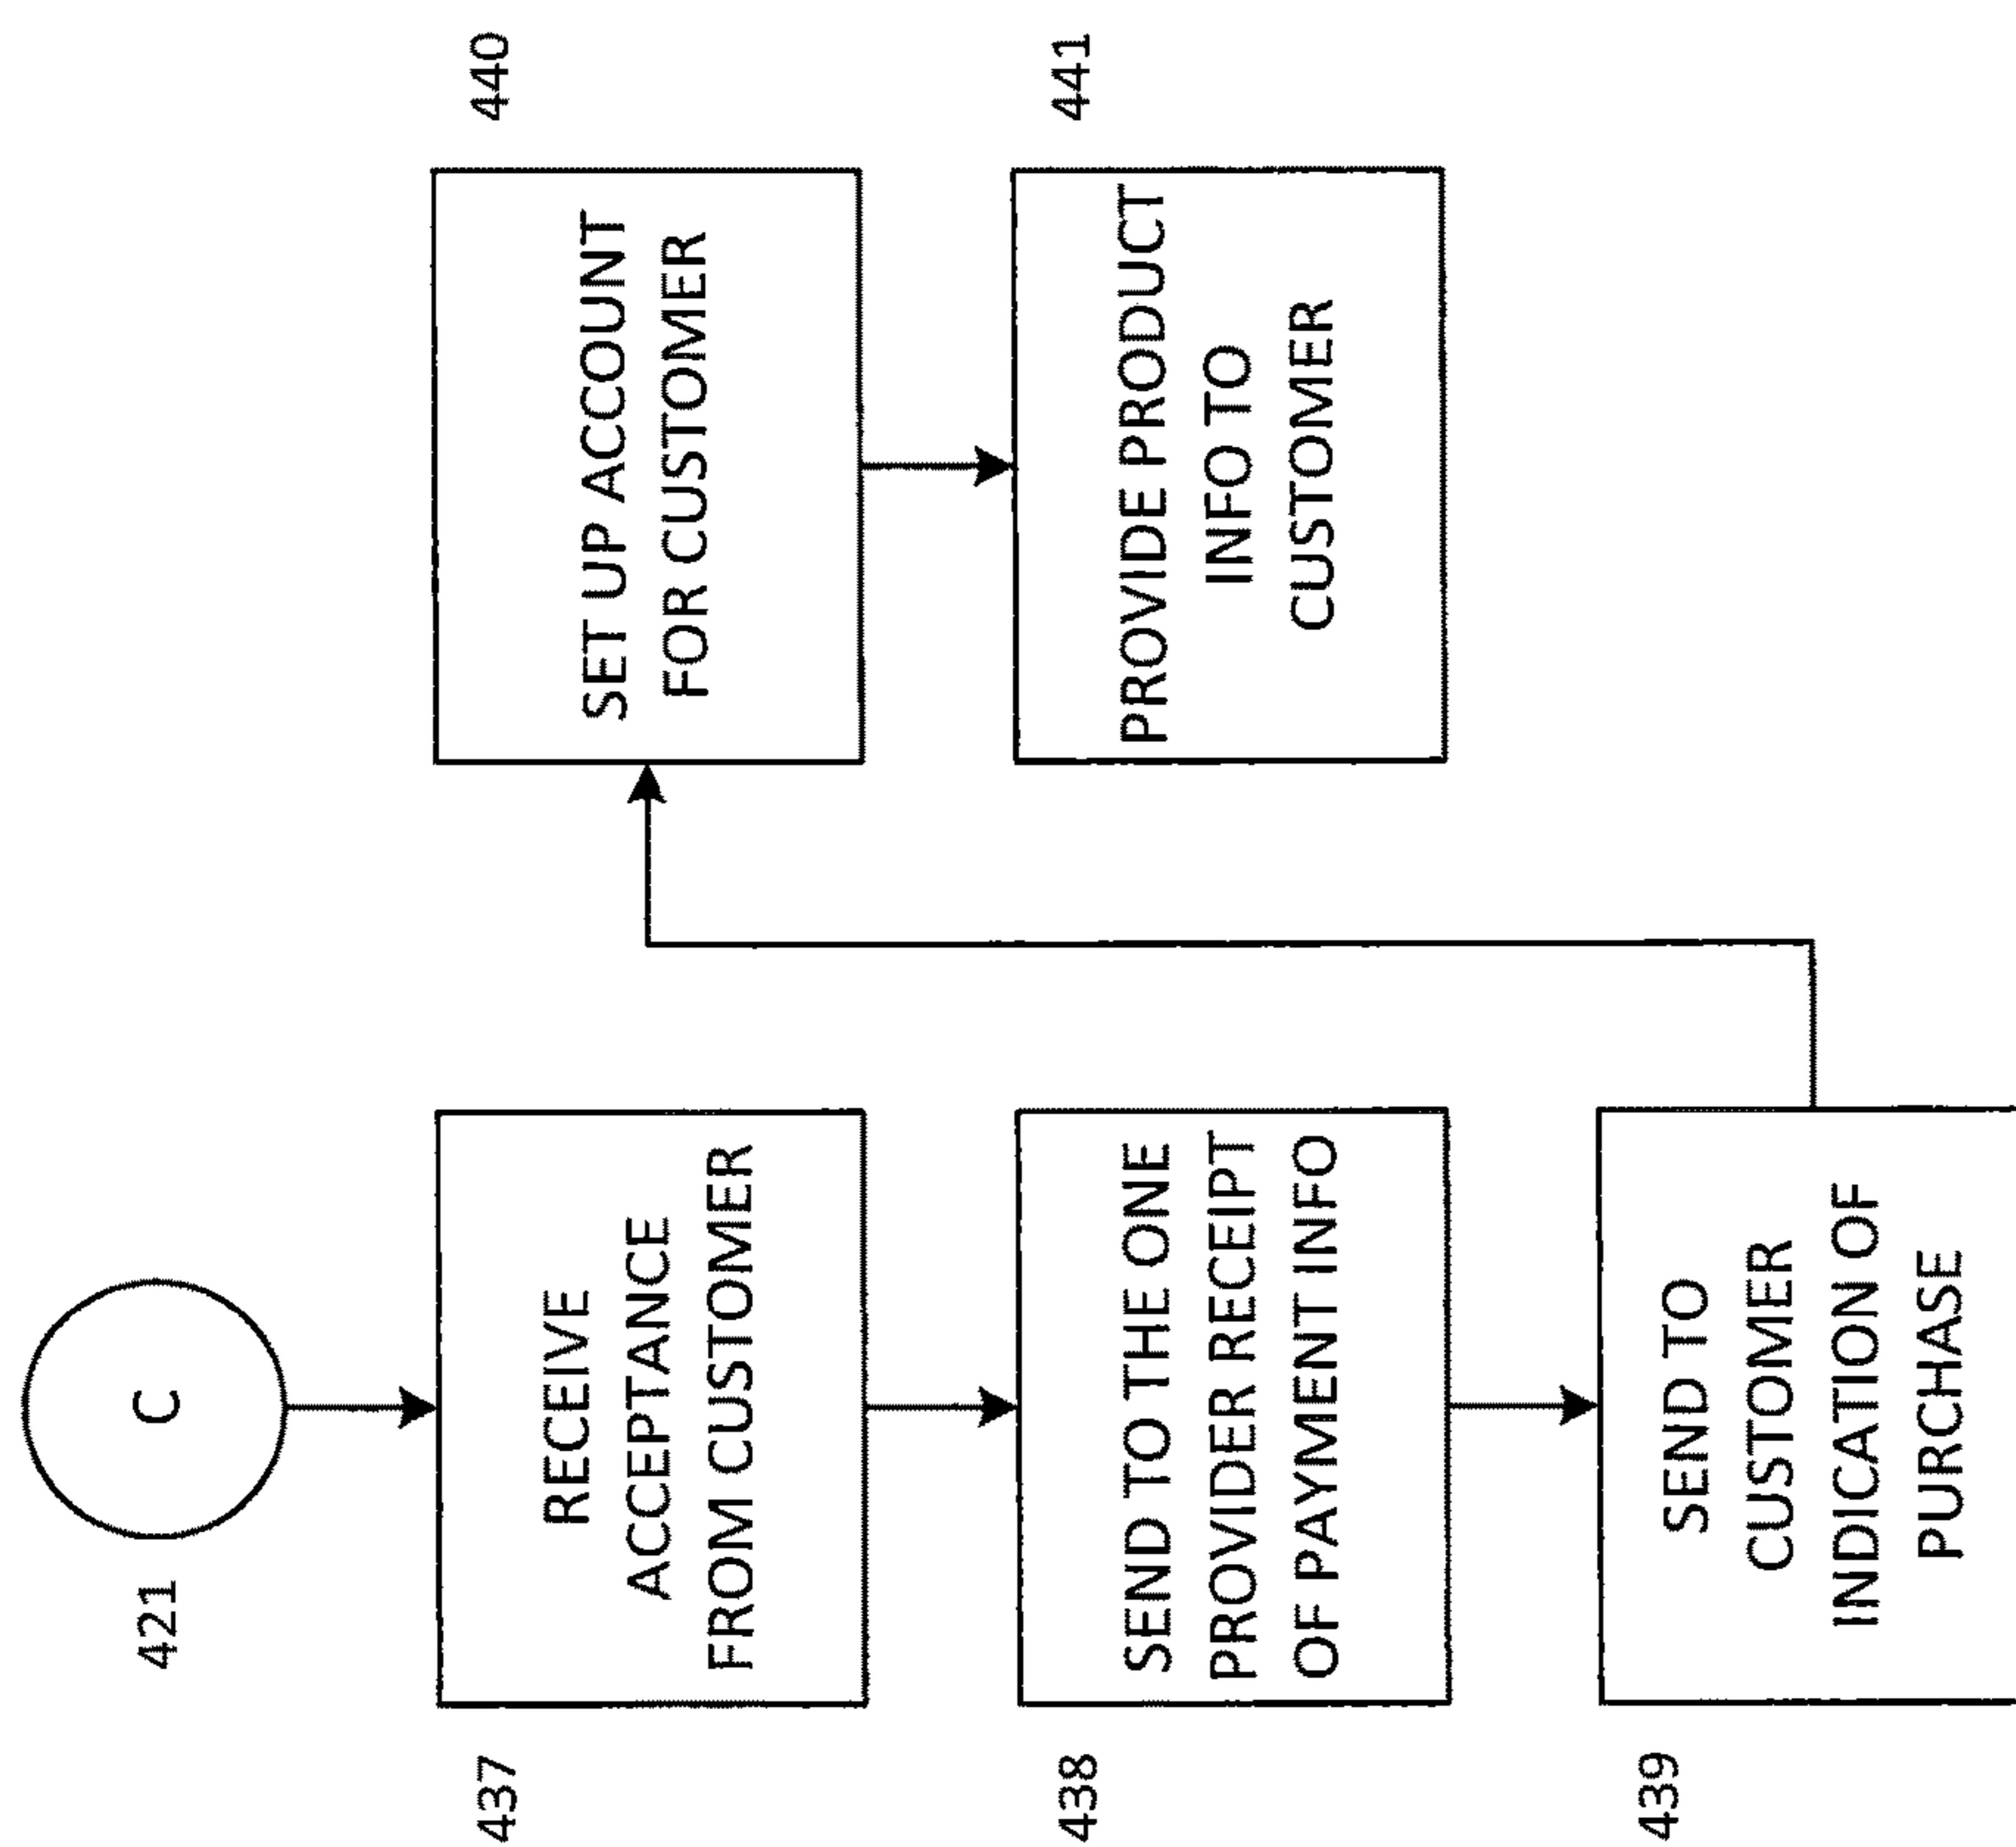 421
C
437
RECEIVE
ACCEPTANCE
FROM CUSTOMER
438
SEND TO THE ONE
PROVIDER RECEIPT
OF PAYMENT INFO
439
SEND TO
CUSTOMER
INDICATION OF
PURCHASE
440
SET UP ACCOUNT
FOR CUSTOMER
441
PROVIDE PRODUCT
INFO TO
CUSTOMER